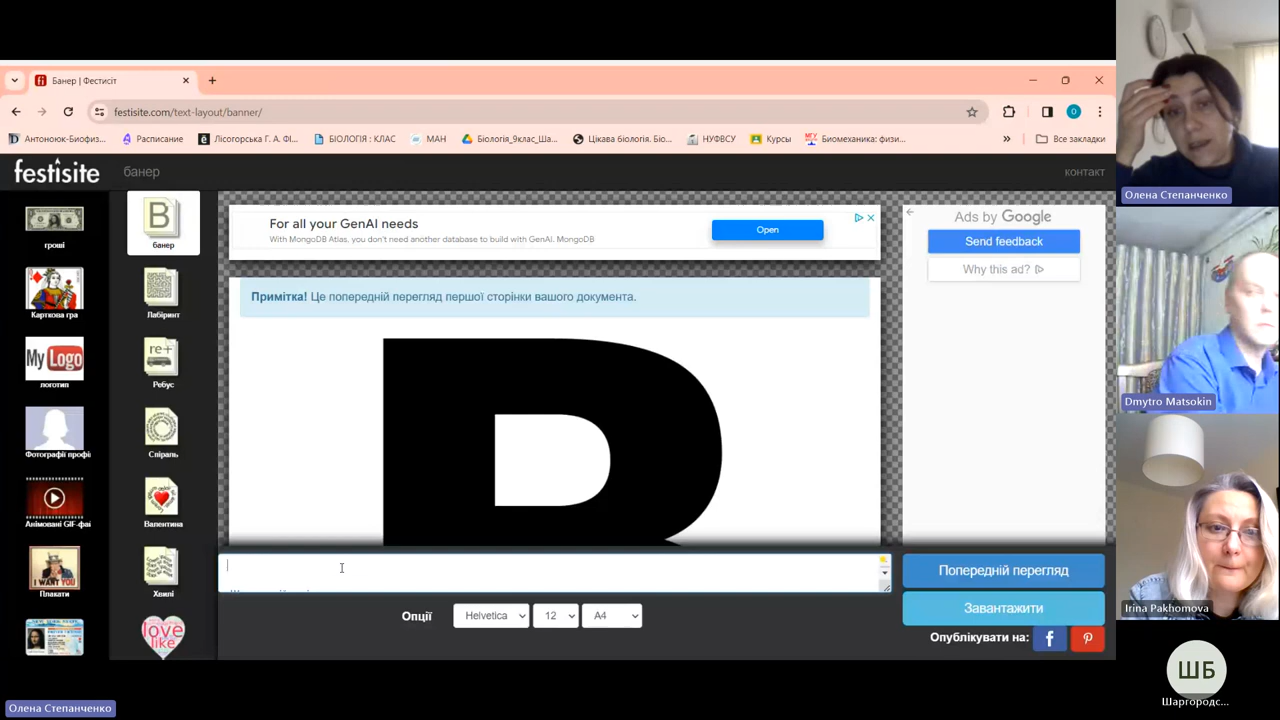 Банер | Фестисіт
festisite.com/text-layout/banner/
Антонюк-Биофиз...
Расписание
Лісогорська Г. А. ФІ...
БІОЛОГІЯ : КЛАС
МАН
Біологія_9клас_Ша...
Цікава біологія. Біо...
НУФВСУ
Курсы
Биомеханика: физи...
»
Все закладки
festisite
банер
контакт
гроші
банер
Карткова гра
Лабіринт
My Logo
логотип
re+
Ребус
Фотографії профі
Спіраль
Анімовані GIF-фаі
Валентина
I WANT YOU
Плакати
Хвилі
love
like
For all your GenAI needs
With MongoDB Atlas, you don't need another database to build with GenAI. MongoDB
Open
Ads by Google
Send feedback
Why this ad?
Примітка! Це попередній перегляд першої сторінки вашого документа.
B
Опції
Helvetica
12
A4
Попередній перегляд
Завантажити
Опублікувати на:
Олена Степанченко
Dmytro Matsokin
Irina Pakhomova
ШБ
Шаргородс...
Олена Степанченко